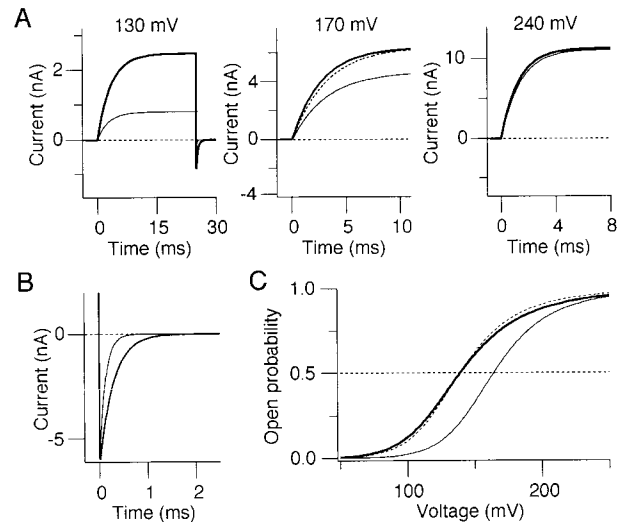 A
130 mV
170 mV
240 mV
Current (nA)
2
0
0
15
30
Time (ms)
Current (nA)
4
0
-4
0
5
10
Time (ms)
Current (nA)
10
0
0
4
8
Time (ms)
B
Current (nA)
0
-5
0
1
2
Time (ms)
C
Open probability
1.0
0.5
0.0
100
200
Voltage (mV)